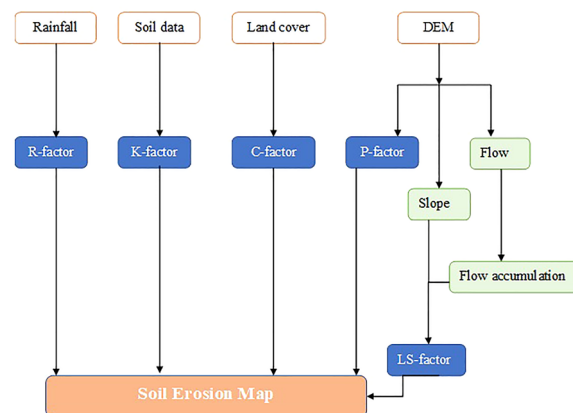 Rainfall
Soil data
Land cover
DEM
R-factor
K-factor
C-factor
P-factor
Flow
Slope
Flow accumulation
LS-factor
Soil Erosion Map